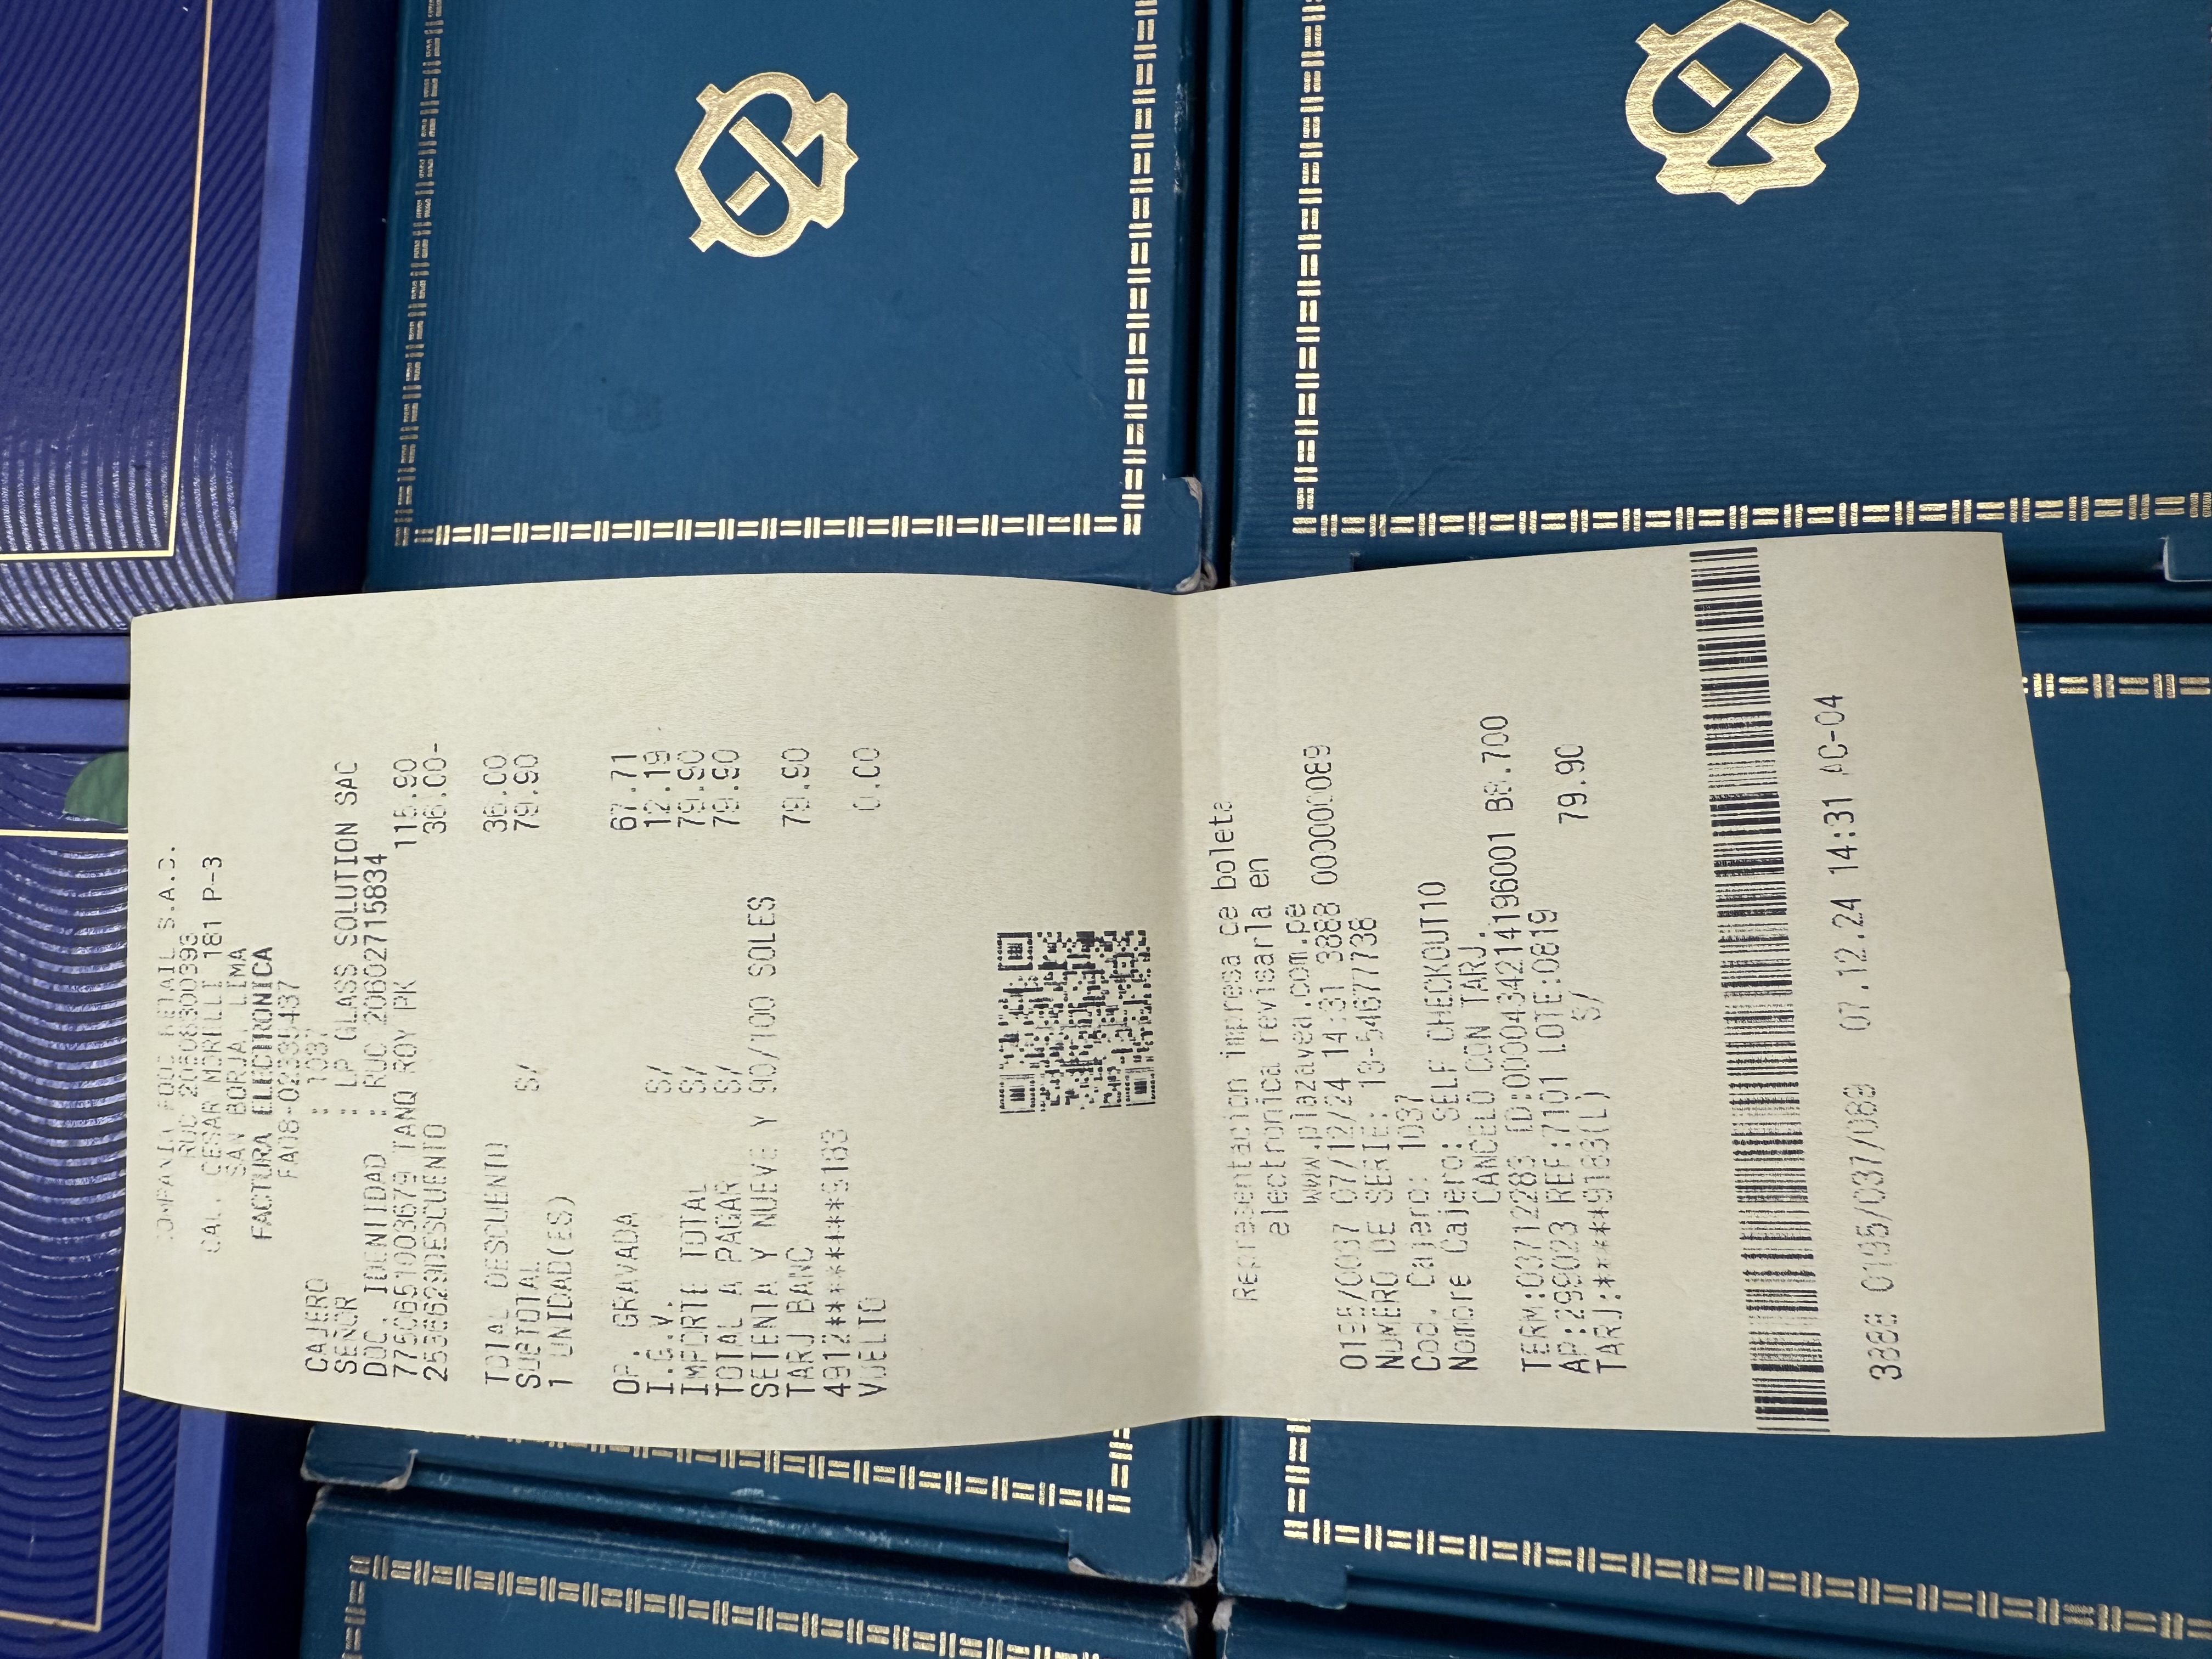 COMPANIA FOOD RETAIL S.A.C.
RUC 20608300393
CAL. CESAR MORELLI 181 P-3
SAN BORJA, LIMA
FACTURA ELECTRONICA
FA08-02335437
CAJERO : 1037
SEÑOR : LP GLASS SOLUTION SAC
DOC. IDENTIDAD : RUC 20602715834
7750651003679 TANQ ROY PK 115.90
2536629DESCUENTO 36.00-
TOTAL DESCUENTO 36.00
SUBTOTAL S/ 79.90
1 UNIDAD(ES)
OP. GRAVADA 67.71
I.G.V. S/ 12.19
IMPORTE TOTAL S/ 79.90
TOTAL A PAGAR S/ 79.90
SETENTA Y NUEVE Y 90/100 SOLES
TARJ BANC 79.90
4912********9183
VUELTO 0.00
Representacion impresa de boleta
electronica revisarla en
www.plazavea.com.pe
0195/0037 07/12/24 14:31 3888 000000089
NUMERO DE SERIE: 13-54677738
Cod. Cajero: 1037
Nombre Cajero: SELF CHECKOUT10
CANCELO CON TARJ.
TERM:03712283 ID:0000434214196001 B8.700
AP:299023 REF:7101 LOTE:0819
TARJ:*****9183(L) S/ 79.90
3888 0195/037/089 07.12.24 14:31 AC-04